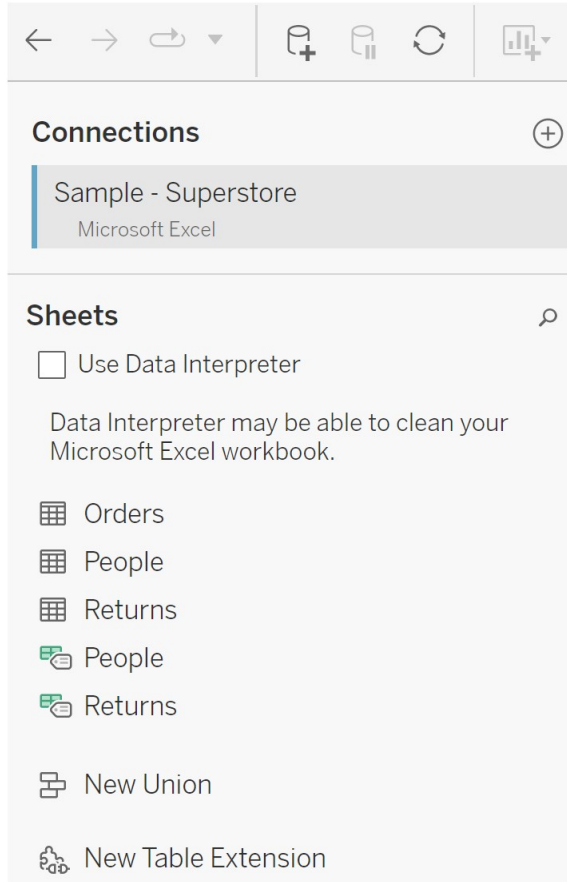 Connections
Sample - Superstore
Microsoft Excel
Sheets
Use Data Interpreter
Data Interpreter may be able to clean your
Microsoft Excel workbook.
Orders
People
Returns
People
Returns
New Union
New Table Extension